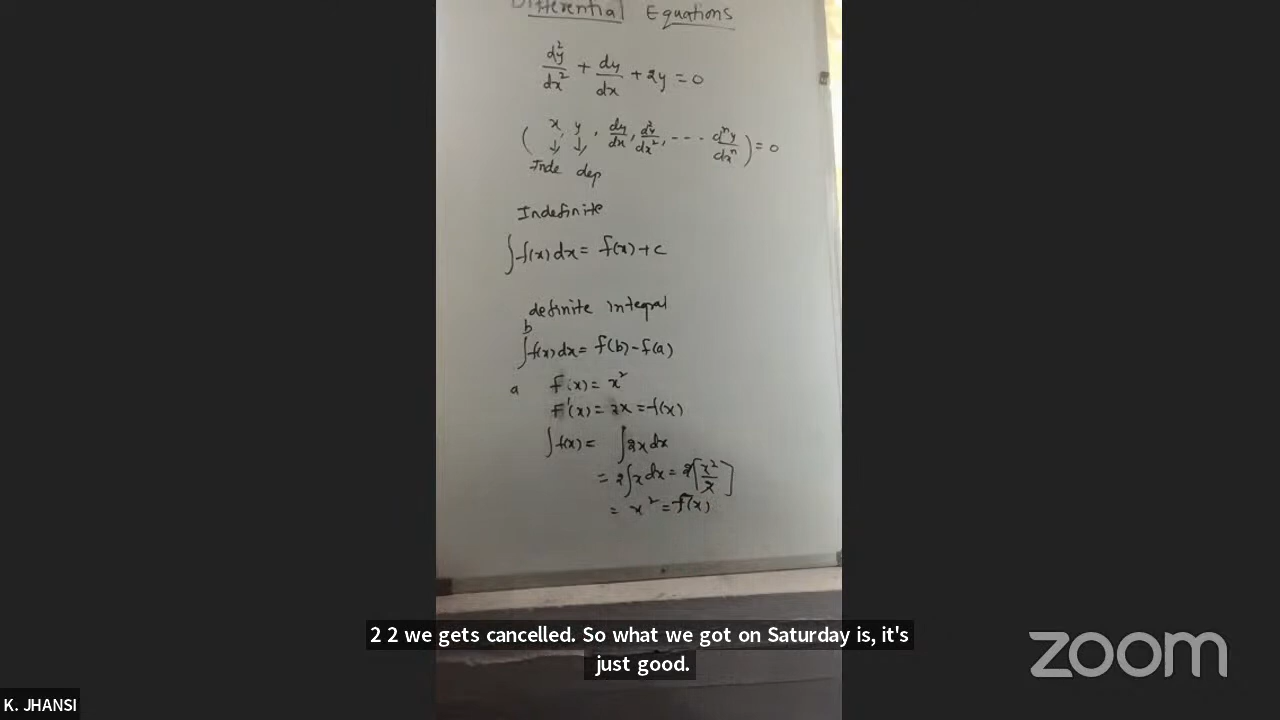 Differential Equations
d²y/dx² + dy/dx + 2y = 0
(x, y, dy/dx, d²y/dx², --- dⁿy/dxⁿ) = 0
↓ ↓
Inde dep
Indefinite
∫f(x)dx = f(x)+c
definite integral
b
∫f(x)dx = f(b)-f(a)
a
F(x) = x²
F'(x) = 2x = f(x)
∫f(x) = ∫2x dx
= 2∫x dx = 2[x²/2]
= x² = F(x)
2 2 we gets cancelled. So what we got on Saturday is, it's
just good.
zoom
K. JHANSI